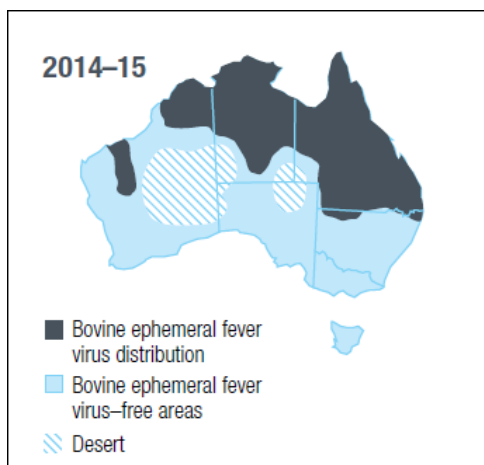 2014–15
Bovine ephemeral fever
virus distribution
Bovine ephemeral fever
virus–free areas
Desert